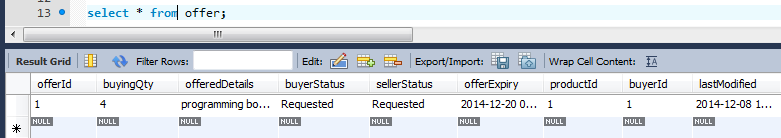 12
13 select * from offer;
Result Grid Filter Rows: Edit: Export/Import: Wrap Cell Content:
offerId buyingQty offeredDetails buyerStatus sellerStatus offerExpiry productId buyerId lastModified
1 4 programming bo... Requested Requested 2014-12-20 0... 1 1 2014-12-08 1...
NULL NULL NULL NULL NULL NULL NULL NULL NULL